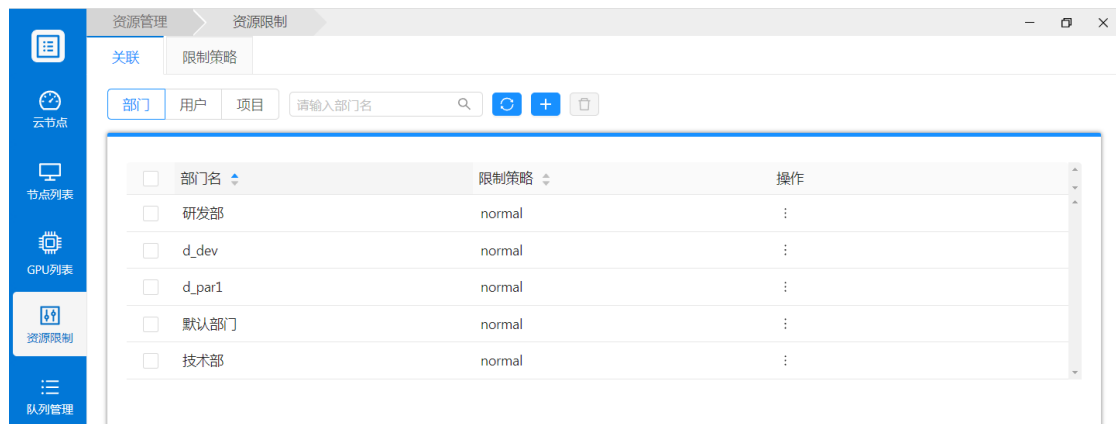 资源管理 资源限制
关联 限制策略
部门 用户 项目 请输入部门名
云节点
节点列表
GPU列表
资源限制
队列管理
部门名 限制策略 操作
研发部 normal
d_dev normal
d_par1 normal
默认部门 normal
技术部 normal